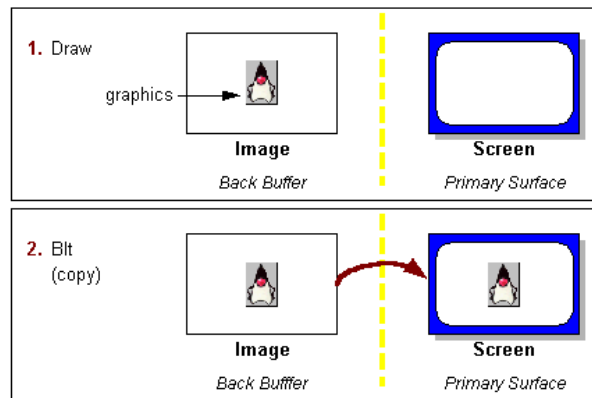 1. Draw
graphics
Image
Screen
Back Buffer
Primary Surface
2. Blt
(copy)
Image
Screen
Back Bufffer
Primary Surface